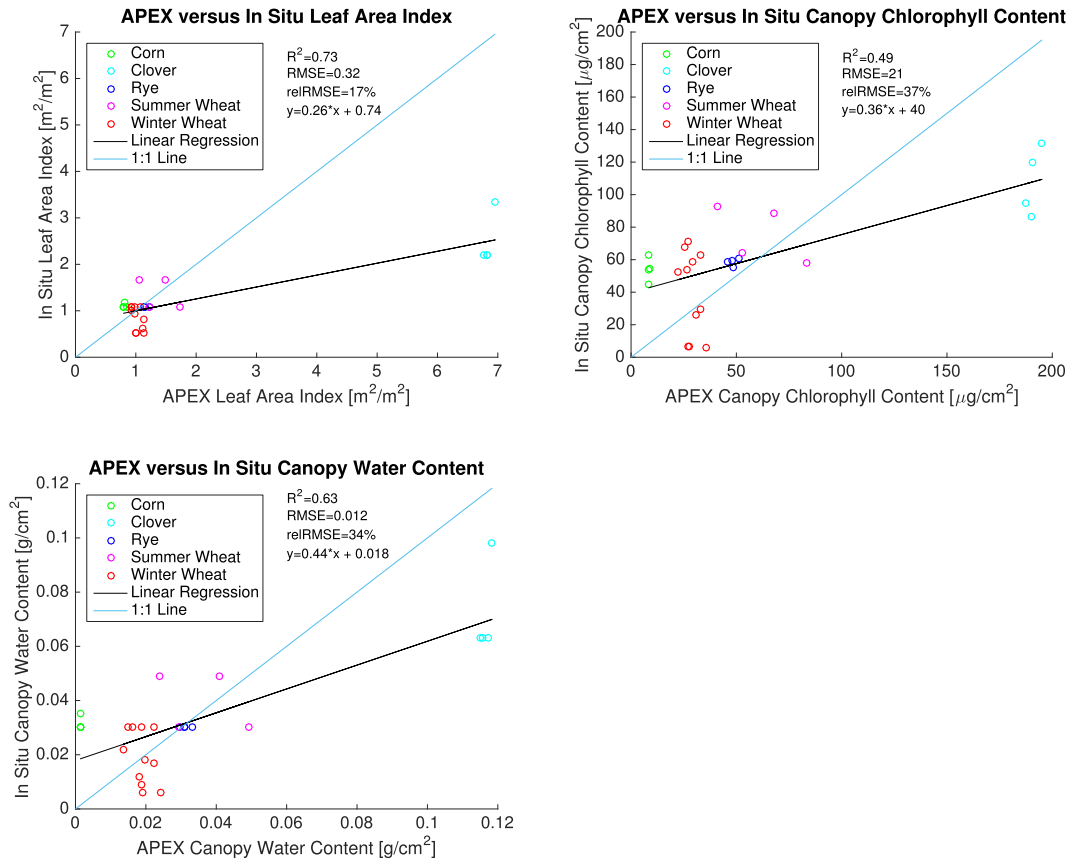 APEX versus In Situ Leaf Area Index
7
6
5
4
3
2
1
0
In Situ Leaf Area Index [m²/m²]
Corn
Clover
Rye
Summer Wheat
Winter Wheat
Linear Regression
1:1 Line
R²=0.73
RMSE=0.32
relRMSE=17%
y=0.26*x + 0.74
0 1 2 3 4 5 6 7
APEX Leaf Area Index [m²/m²]
APEX versus In Situ Canopy Chlorophyll Content
200
180
160
140
120
100
80
60
40
20
0
In Situ Canopy Chlorophyll Content [μg/cm²]
Corn
Clover
Rye
Summer Wheat
Winter Wheat
Linear Regression
1:1 Line
R²=0.49
RMSE=21
relRMSE=37%
y=0.36*x + 40
0 50 100 150 200
APEX Canopy Chlorophyll Content [μg/cm²]
APEX versus In Situ Canopy Water Content
0.12
0.1
0.08
0.06
0.04
0.02
0
In Situ Canopy Water Content [g/cm²]
Corn
Clover
Rye
Summer Wheat
Winter Wheat
Linear Regression
1:1 Line
R²=0.63
RMSE=0.012
relRMSE=34%
y=0.44*x + 0.018
0 0.02 0.04 0.06 0.08 0.1 0.12
APEX Canopy Water Content [g/cm²]